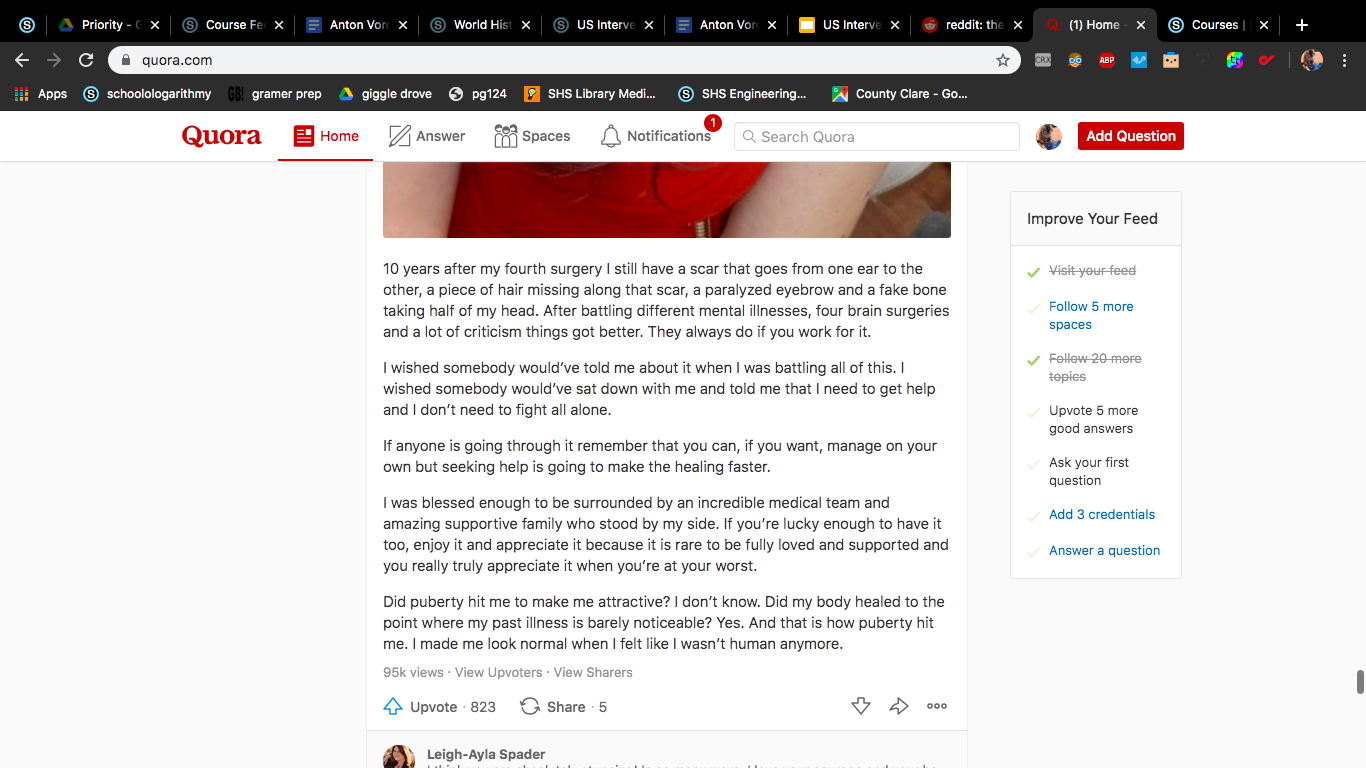 Priority - G
Course Fe
Anton Vor
World Hist
US Interve
Anton Vor
US Interve
reddit: the
(1) Home -
Courses |
quora.com
CRX
ABP
Apps
schoolologarithmy
GB!
gramer prep
giggle drove
pg124
SHS Library Medi...
SHS Engineering...
County Clare - Go...
Quora
Home
Answer
Spaces
Notifications
1
Search Quora
Add Question
10 years after my fourth surgery I still have a scar that goes from one ear to the
other, a piece of hair missing along that scar, a paralyzed eyebrow and a fake bone
taking half of my head. After battling different mental illnesses, four brain surgeries
and a lot of criticism things got better. They always do if you work for it.
I wished somebody would've told me about it when I was battling all of this. I
wished somebody would've sat down with me and told me that I need to get help
and I don't need to fight all alone.
If anyone is going through it remember that you can, if you want, manage on your
own but seeking help is going to make the healing faster.
I was blessed enough to be surrounded by an incredible medical team and
amazing supportive family who stood by my side. If you're lucky enough to have it
too, enjoy it and appreciate it because it is rare to be fully loved and supported and
you really truly appreciate it when you're at your worst.
Did puberty hit me to make me attractive? I don't know. Did my body healed to the
point where my past illness is barely noticeable? Yes. And that is how puberty hit
me. I made me look normal when I felt like I wasn't human anymore.
95k views · View Upvoters · View Sharers
Upvote · 823
Share · 5
Leigh-Ayla Spader
Improve Your Feed
Visit your feed
Follow 5 more
spaces
Follow 20 more
topics
Upvote 5 more
good answers
Ask your first
question
Add 3 credentials
Answer a question